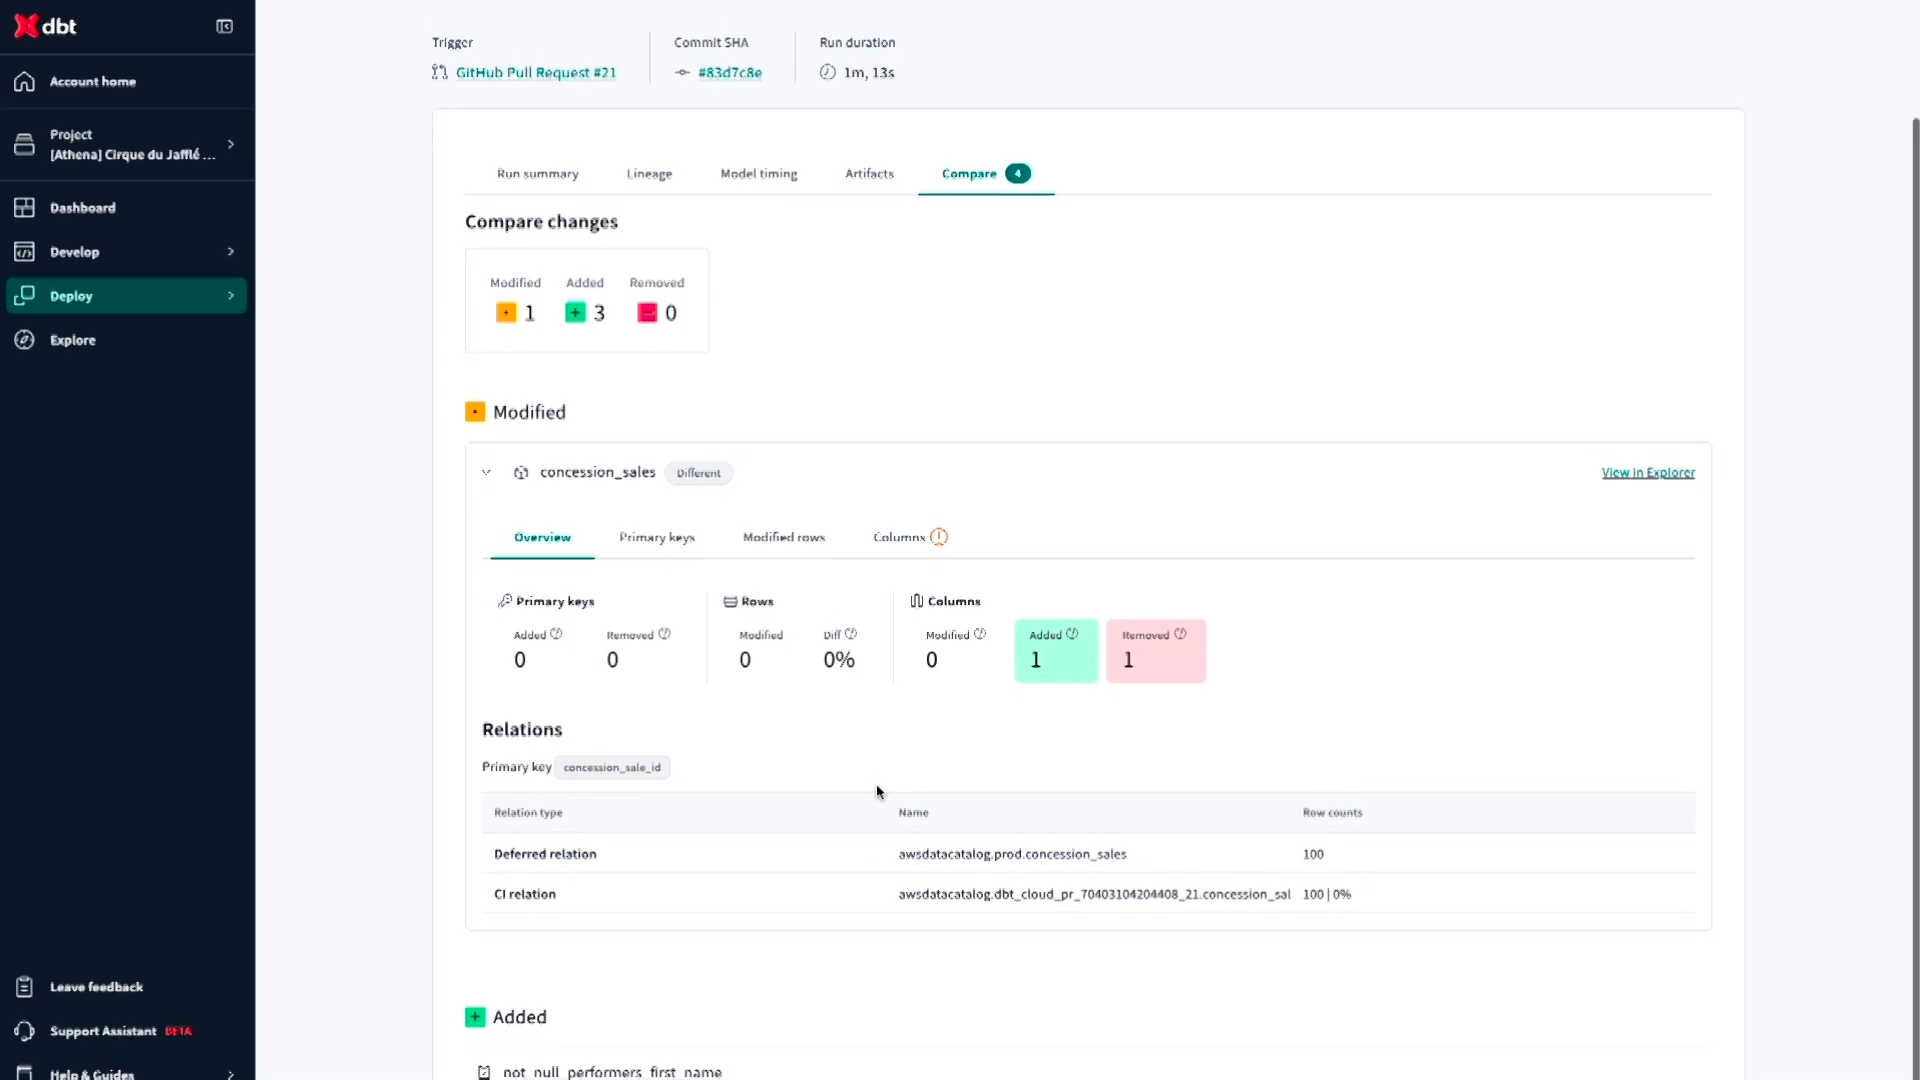 dbt
Account home
Project
[Athena] Cirque du Jafflé ...
Dashboard
Develop
Deploy
Explore
Leave feedback
Support Assistant BETA
Help & Guides
Trigger
GitHub Pull Request #21
Commit SHA
#83d7c8e
Run duration
1m, 13s
Run summary
Lineage
Model timing
Artifacts
Compare 4
Compare changes
Modified
1
Added
3
Removed
0
Modified
concession_sales
Different
View in Explorer
Overview
Primary keys
Modified rows
Columns
Primary keys
Added
0
Removed
0
Rows
Modified
0
Diff
0%
Columns
Modified
0
Added
1
Removed
1
Relations
Primary key concession_sale_id
Relation type Name Row counts
Deferred relation awsdatacatalog.prod.concession_sales 100
CI relation awsdatacatalog.dbt_cloud_pr_70403104204408_21.concession_sal 100 | 0%
Added
not_null_performers_first_name